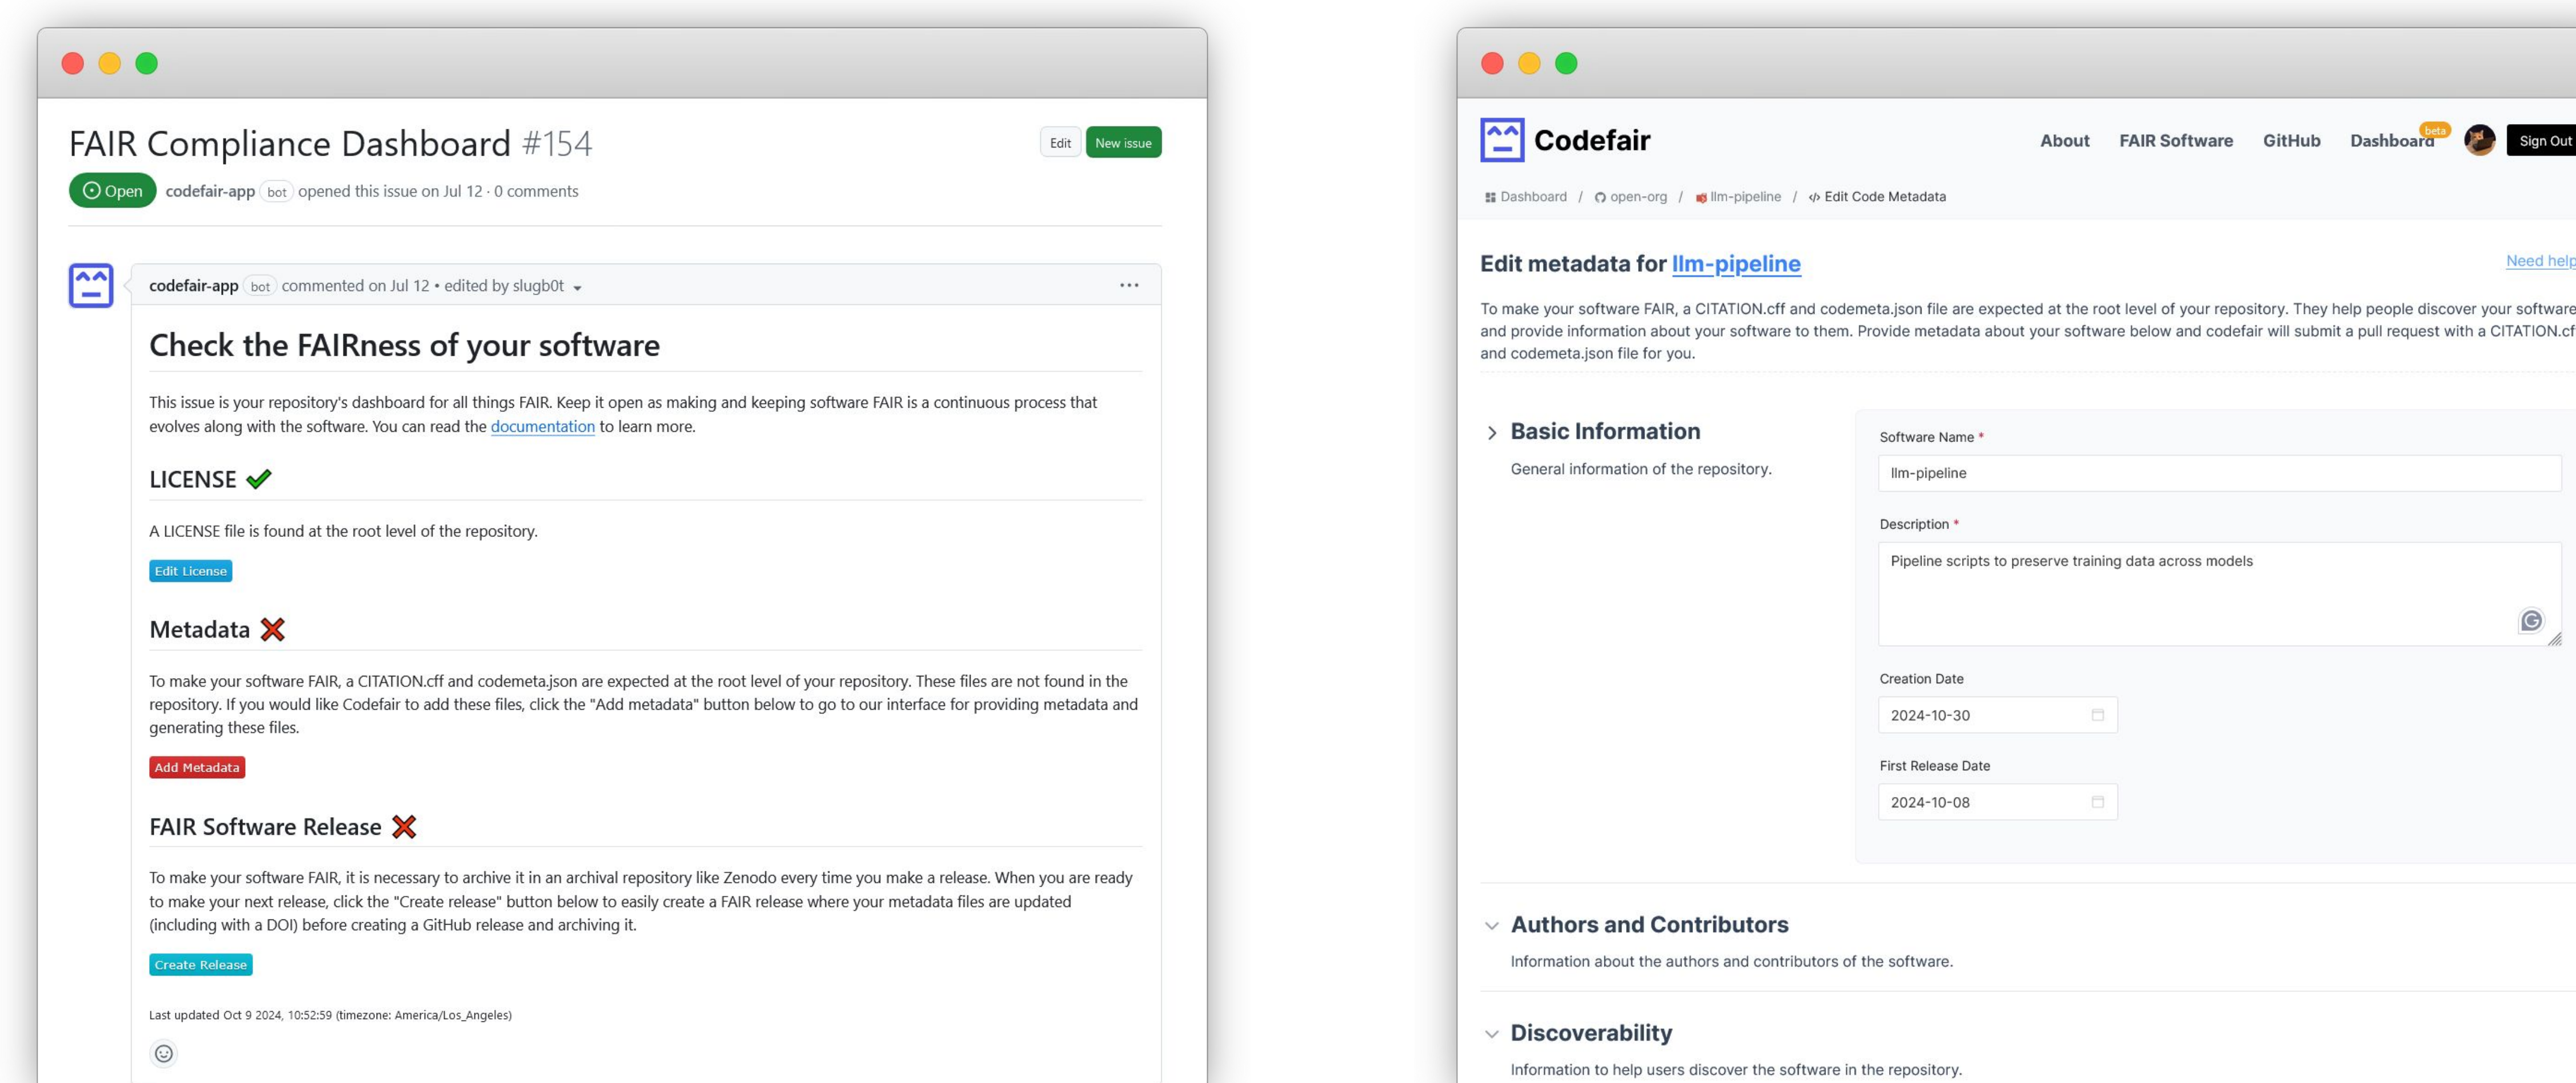 FAIR Compliance Dashboard #154
Edit
New issue
Open
codefair-app bot opened this issue on Jul 12 · 0 comments
codefair-app bot commented on Jul 12 • edited by slugb0t
Check the FAIRness of your software
This issue is your repository's dashboard for all things FAIR. Keep it open as making and keeping software FAIR is a continuous process that
evolves along with the software. You can read the documentation to learn more.
LICENSE ✔
A LICENSE file is found at the root level of the repository.
Edit License
Metadata ❌
To make your software FAIR, a CITATION.cff and codemeta.json are expected at the root level of your repository. These files are not found in the
repository. If you would like Codefair to add these files, click the "Add metadata" button below to go to our interface for providing metadata and
generating these files.
Add Metadata
FAIR Software Release ❌
To make your software FAIR, it is necessary to archive it in an archival repository like Zenodo every time you make a release. When you are ready
to make your next release, click the "Create release" button below to easily create a FAIR release where your metadata files are updated
(including with a DOI) before creating a GitHub release and archiving it.
Create Release
Last updated Oct 9 2024, 10:52:59 (timezone: America/Los_Angeles)
Codefair
About
FAIR Software
GitHub
Dashboard
beta
Sign Out
Dashboard / open-org / llm-pipeline / </> Edit Code Metadata
Edit metadata for llm-pipeline
Need help
To make your software FAIR, a CITATION.cff and codemeta.json file are expected at the root level of your repository. They help people discover your software
and provide information about your software to them. Provide metadata about your software below and codefair will submit a pull request with a CITATION.cf
and codemeta.json file for you.
Basic Information
General information of the repository.
Software Name *
llm-pipeline
Description *
Pipeline scripts to preserve training data across models
Creation Date
2024-10-30
First Release Date
2024-10-08
Authors and Contributors
Information about the authors and contributors of the software.
Discoverability
Information to help users discover the software in the repository.